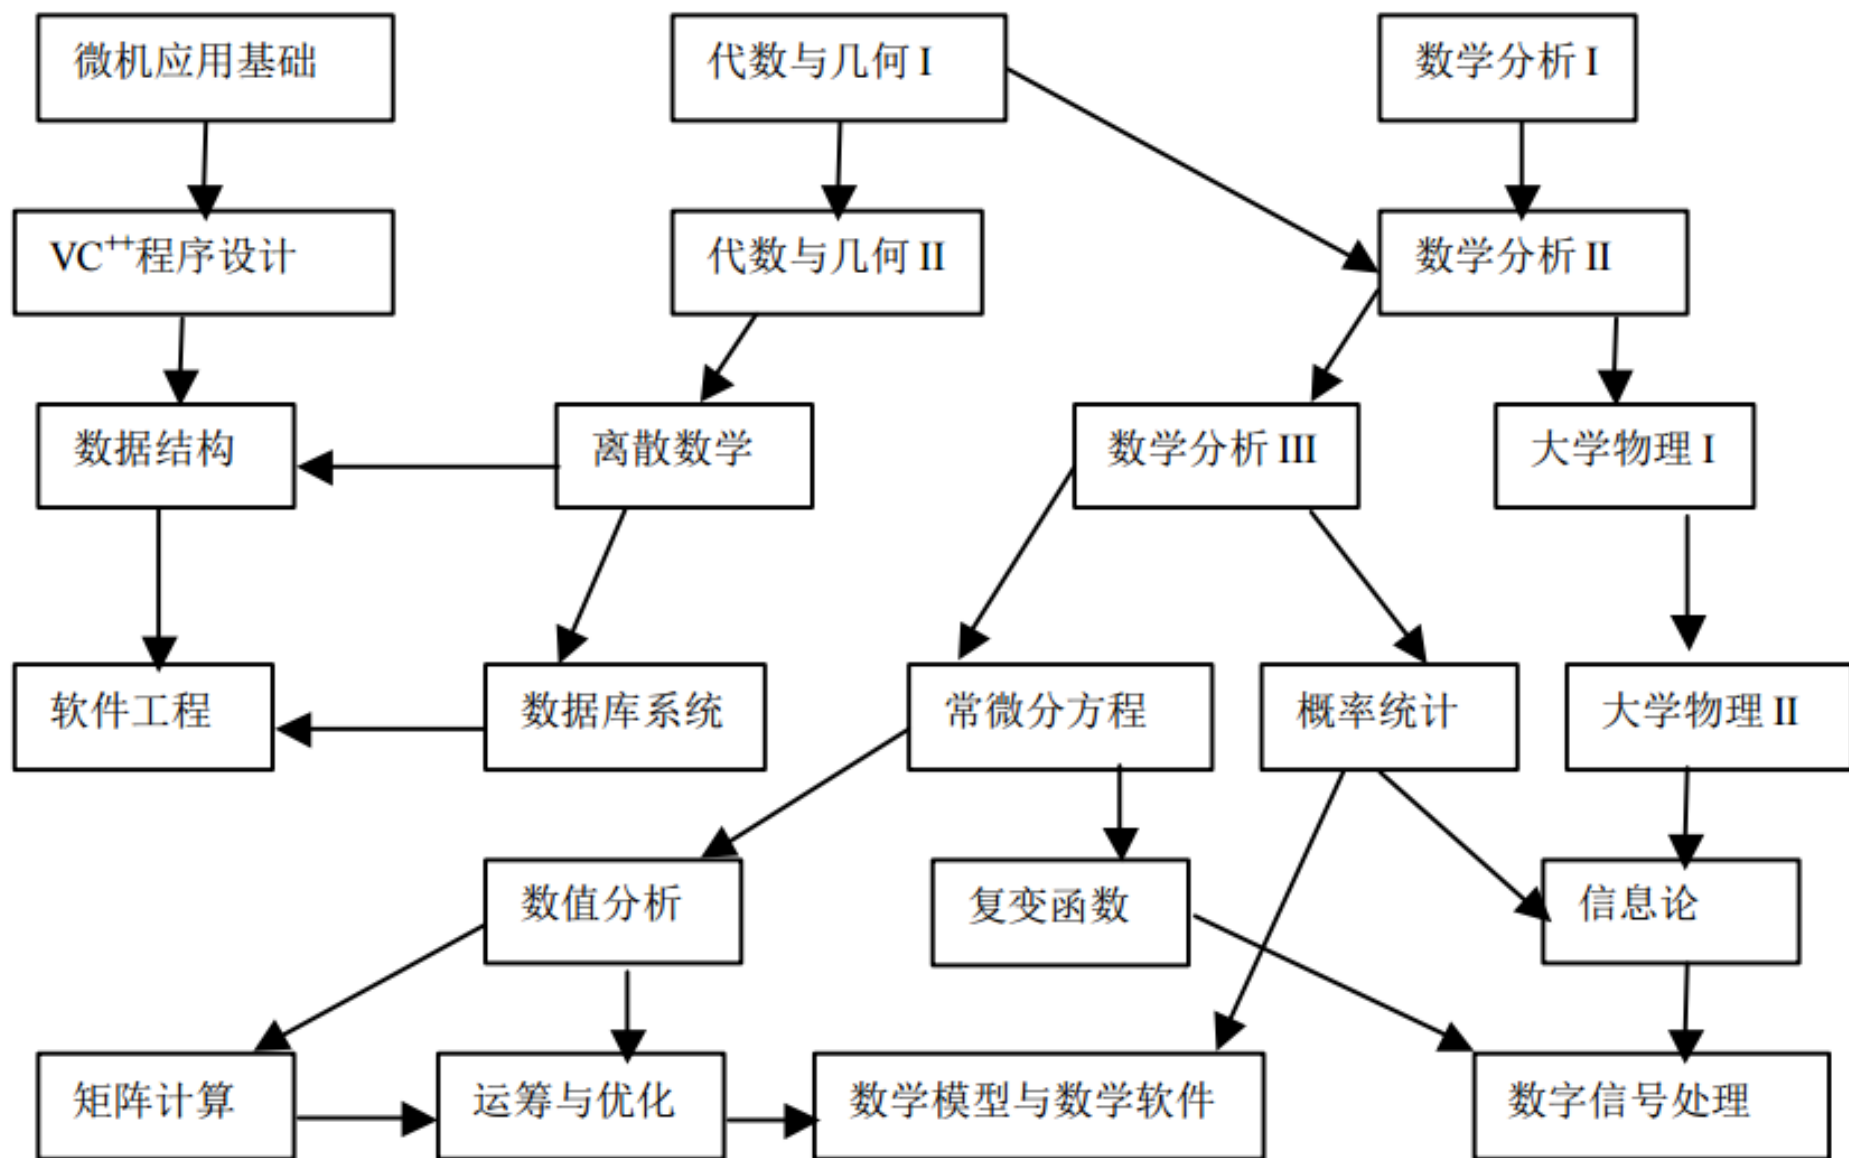 微机应用基础
代数与几何 I
数学分析 I
VC++程序设计
代数与几何 II
数学分析 II
数据结构
离散数学
数学分析 III
大学物理 I
软件工程
数据库系统
常微分方程
概率统计
大学物理 II
数值分析
复变函数
信息论
矩阵计算
运筹与优化
数学模型与数学软件
数字信号处理